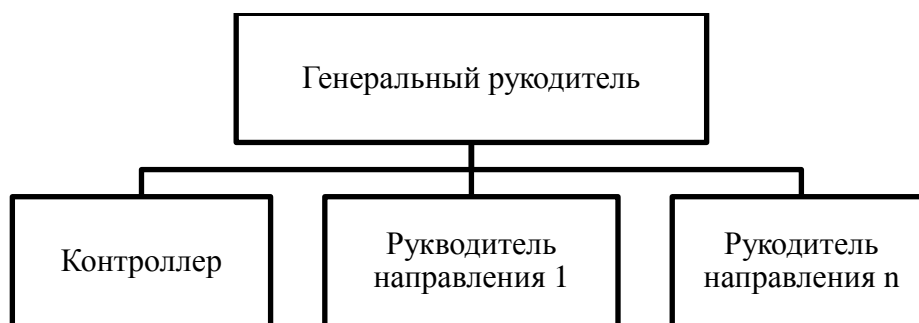 Генеральный рукодитель
Контроллер
Рукводитель
направления 1
Рукодитель
направления n